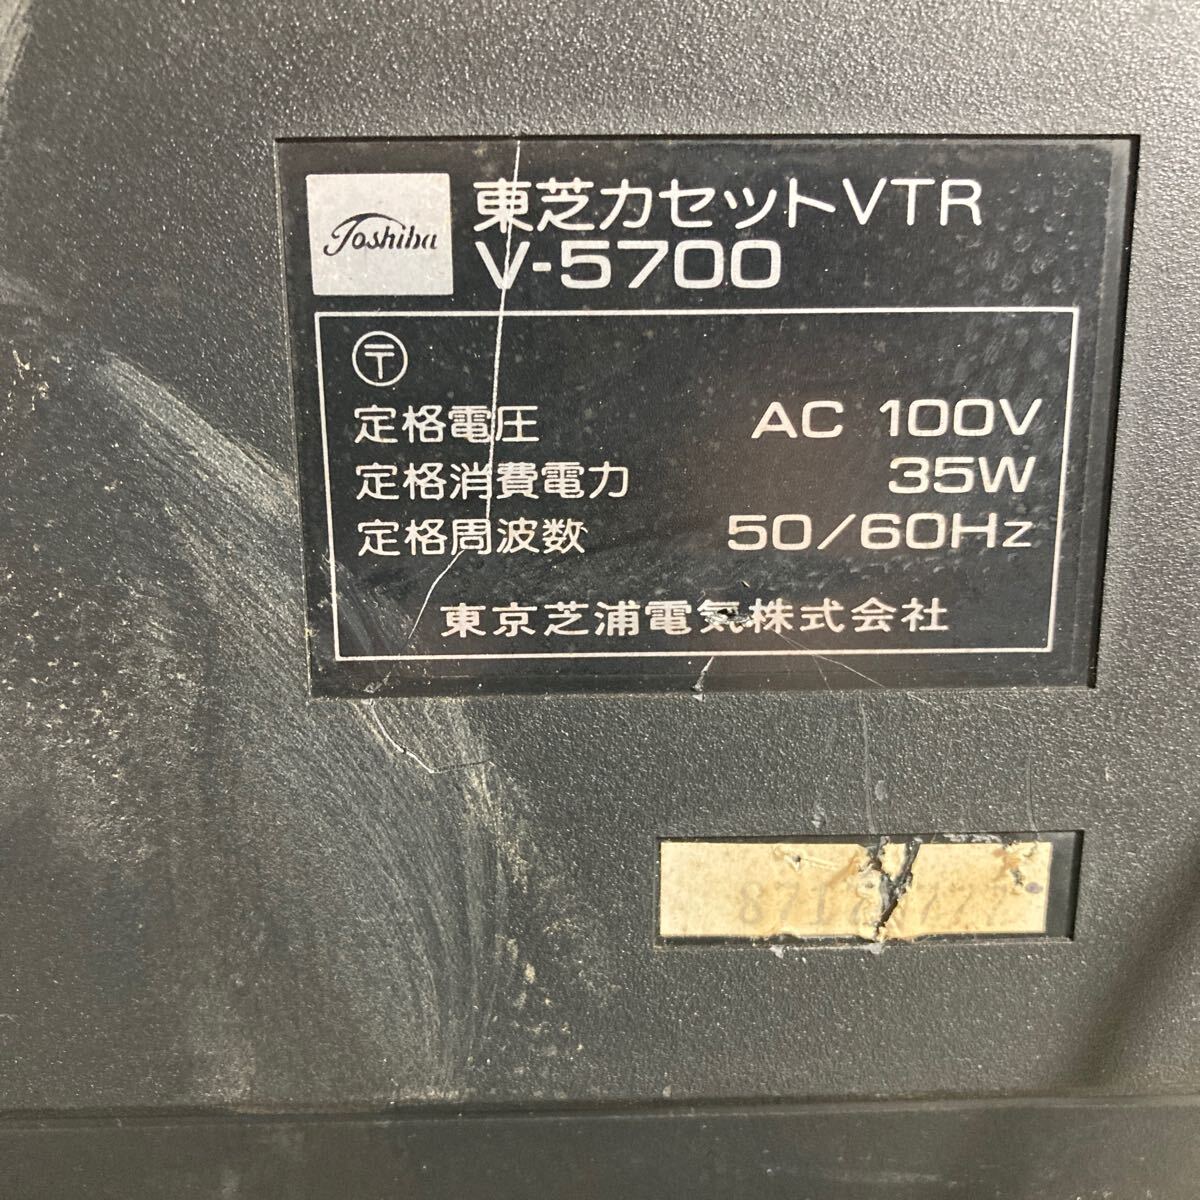 Toshiba
東芝カセットVTR
V-5700
〒
定格電圧 AC 100V
定格消費電力 35W
定格周波数 50/60Hz
東京芝浦電気株式会社